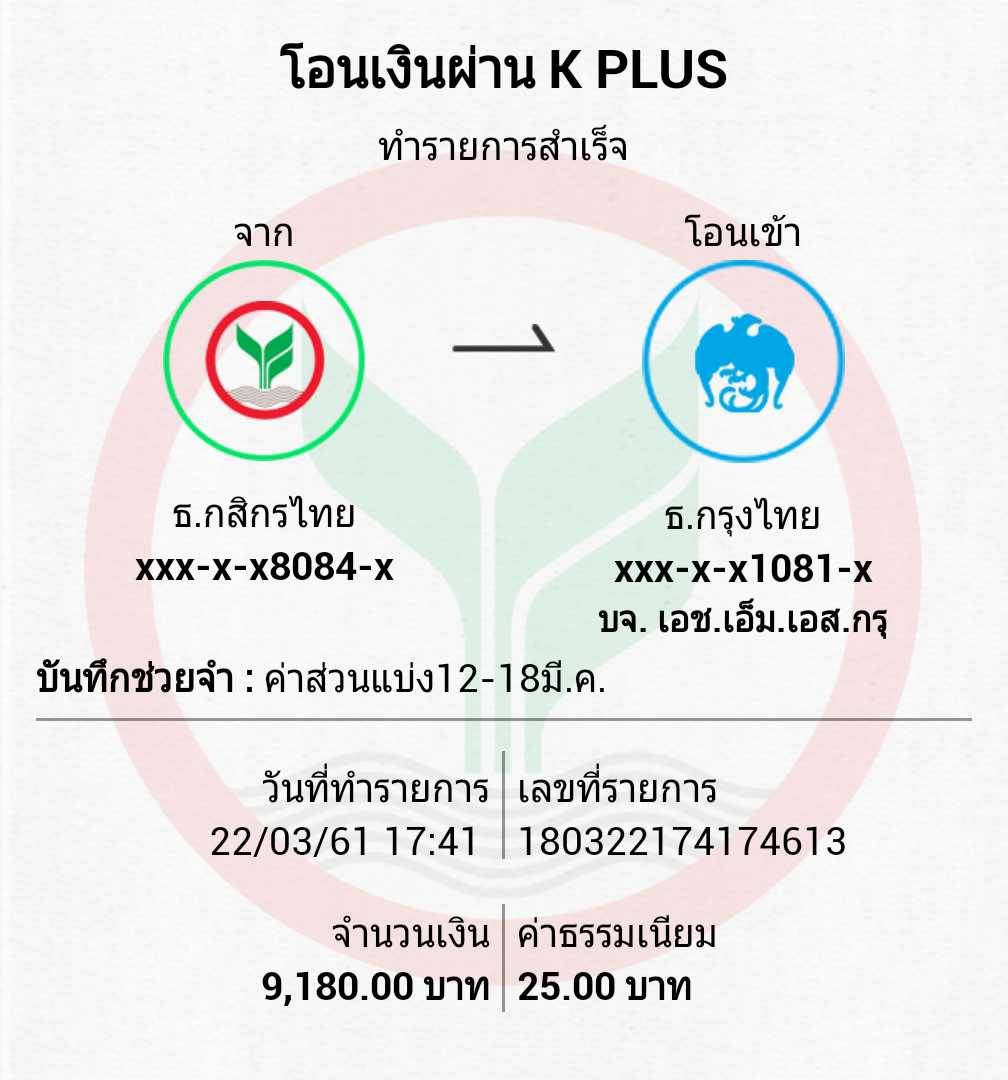 โอนเงินผ่าน K PLUS
ทำรายการสำเร็จ
จาก
โอนเข้า
ธ.กสิกรไทย
xxx-x-x8084-x
ธ.กรุงไทย
xxx-x-x1081-x
บจ. เอช.เอ็ม.เอส.กรุ
บันทึกช่วยจำ : ค่าส่วนแบ่ง12-18มี.ค.
วันที่ทำรายการ
22/03/61 17:41
เลขที่รายการ
180322174174613
จำนวนเงิน
9,180.00 บาท
ค่าธรรมเนียม
25.00 บาท